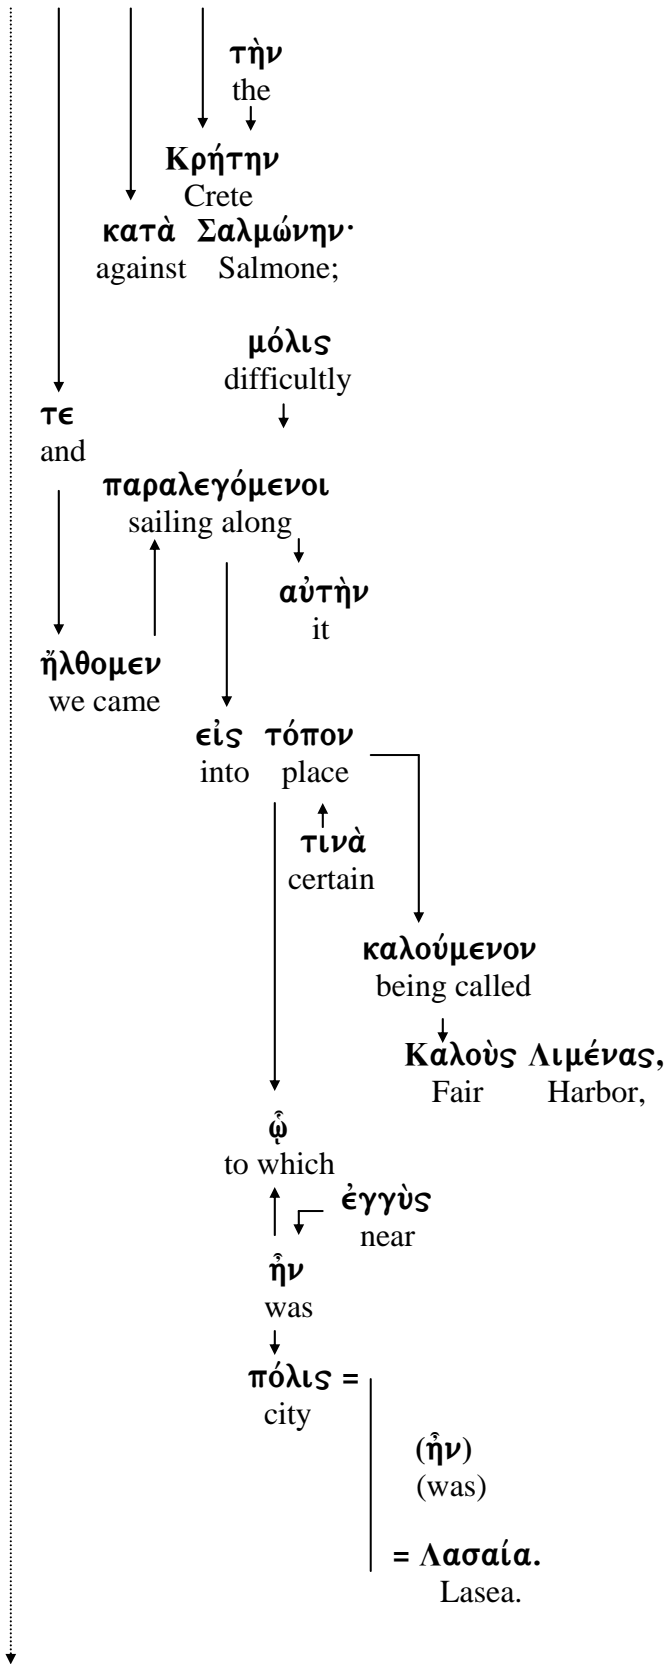 τὴν
the
Κρήτην
Crete
κατὰ Σαλμώνην·
against Salmone;
μόλις
difficultly
τε
and
παραλεγόμενοι
sailing along
αὐτὴν
it
ἤλθομεν
we came
εἰς τόπον
into place
τινὰ
certain
καλούμενον
being called
Καλοὺς Λιμένας,
Fair Harbor,
ᾧ
to which
ἐγγὺς
near
ἦν
was
πόλις =
city
(ἦν)
(was)
= Λασαία.
Lasea.